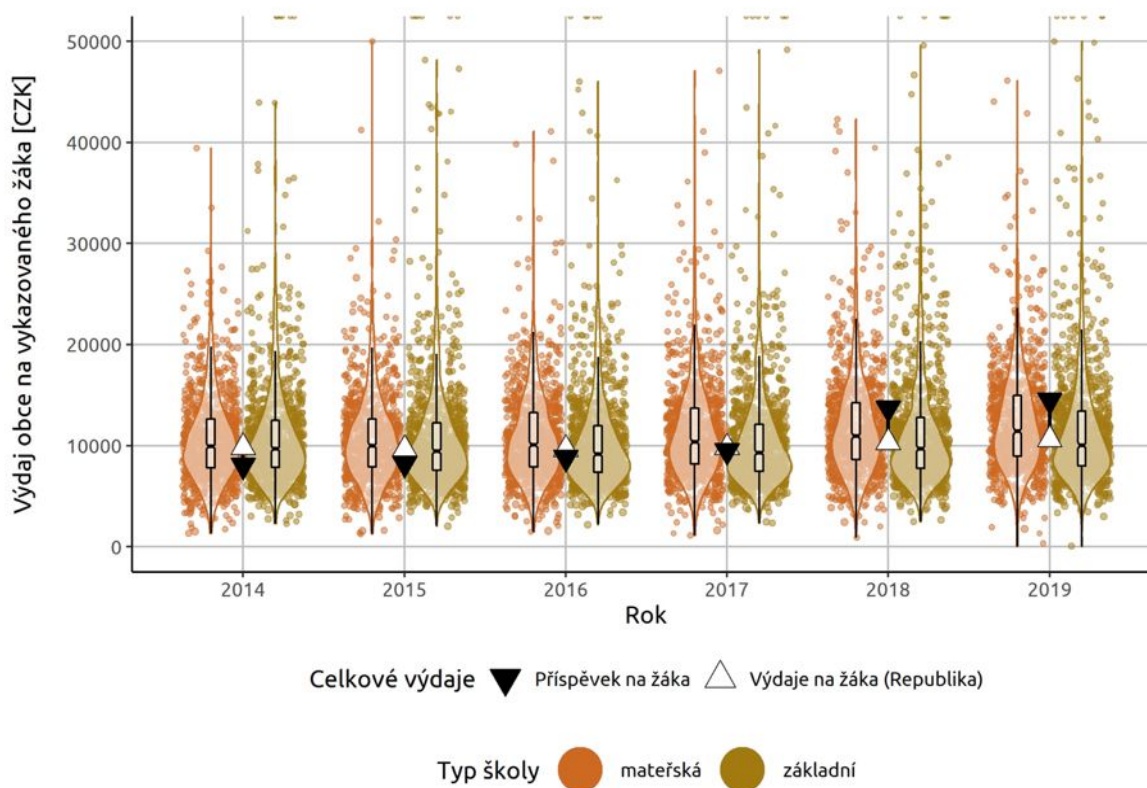 Výdaj obce na vykazovaného žáka [CZK]
50000
40000
30000
20000
10000
0
2014 2015 2016 2017 2018 2019
Rok
Celkové výdaje Příspěvek na žáka Výdaje na žáka (Republika)
Typ školy mateřská základní